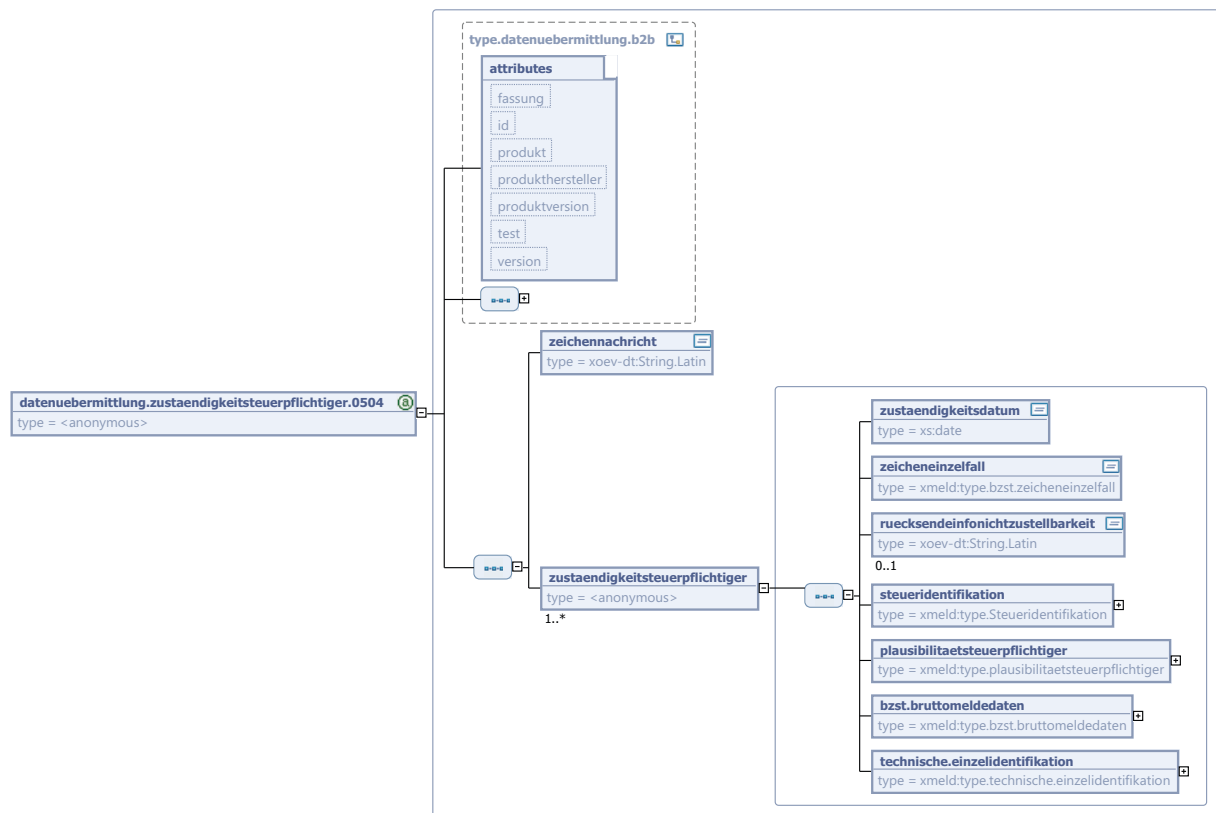 type.datenuebermittlung.b2b
attributes
fassung
id
produkt
produkthersteller
produktversion
test
version
zeichennachricht
type = xoev-dt:String.Latin
datenuebermittlung.zustaendigkeitsteuerpflichtiger.0504
type = <anonymous>
zustaendigkeitsteuerpflichtiger
type = <anonymous>
1..*
zustaendigkeitsdatum
type = xs:date
zeicheneinzelfall
type = xmeld:type.bzst.zeicheneinzelfall
ruecksendeinfonichtzustellbarkeit
type = xoev-dt:String.Latin
0..1
steueridentifikation
type = xmeld:type.Steueridentifikation
plausibilitaetsteuerpflichtiger
type = xmeld:type.plausibilitaetsteuerpflichtiger
bzst.bruttomeldedaten
type = xmeld:type.bzst.bruttomeldedaten
technische.einzelidentifikation
type = xmeld:type.technische.einzelidentifikation